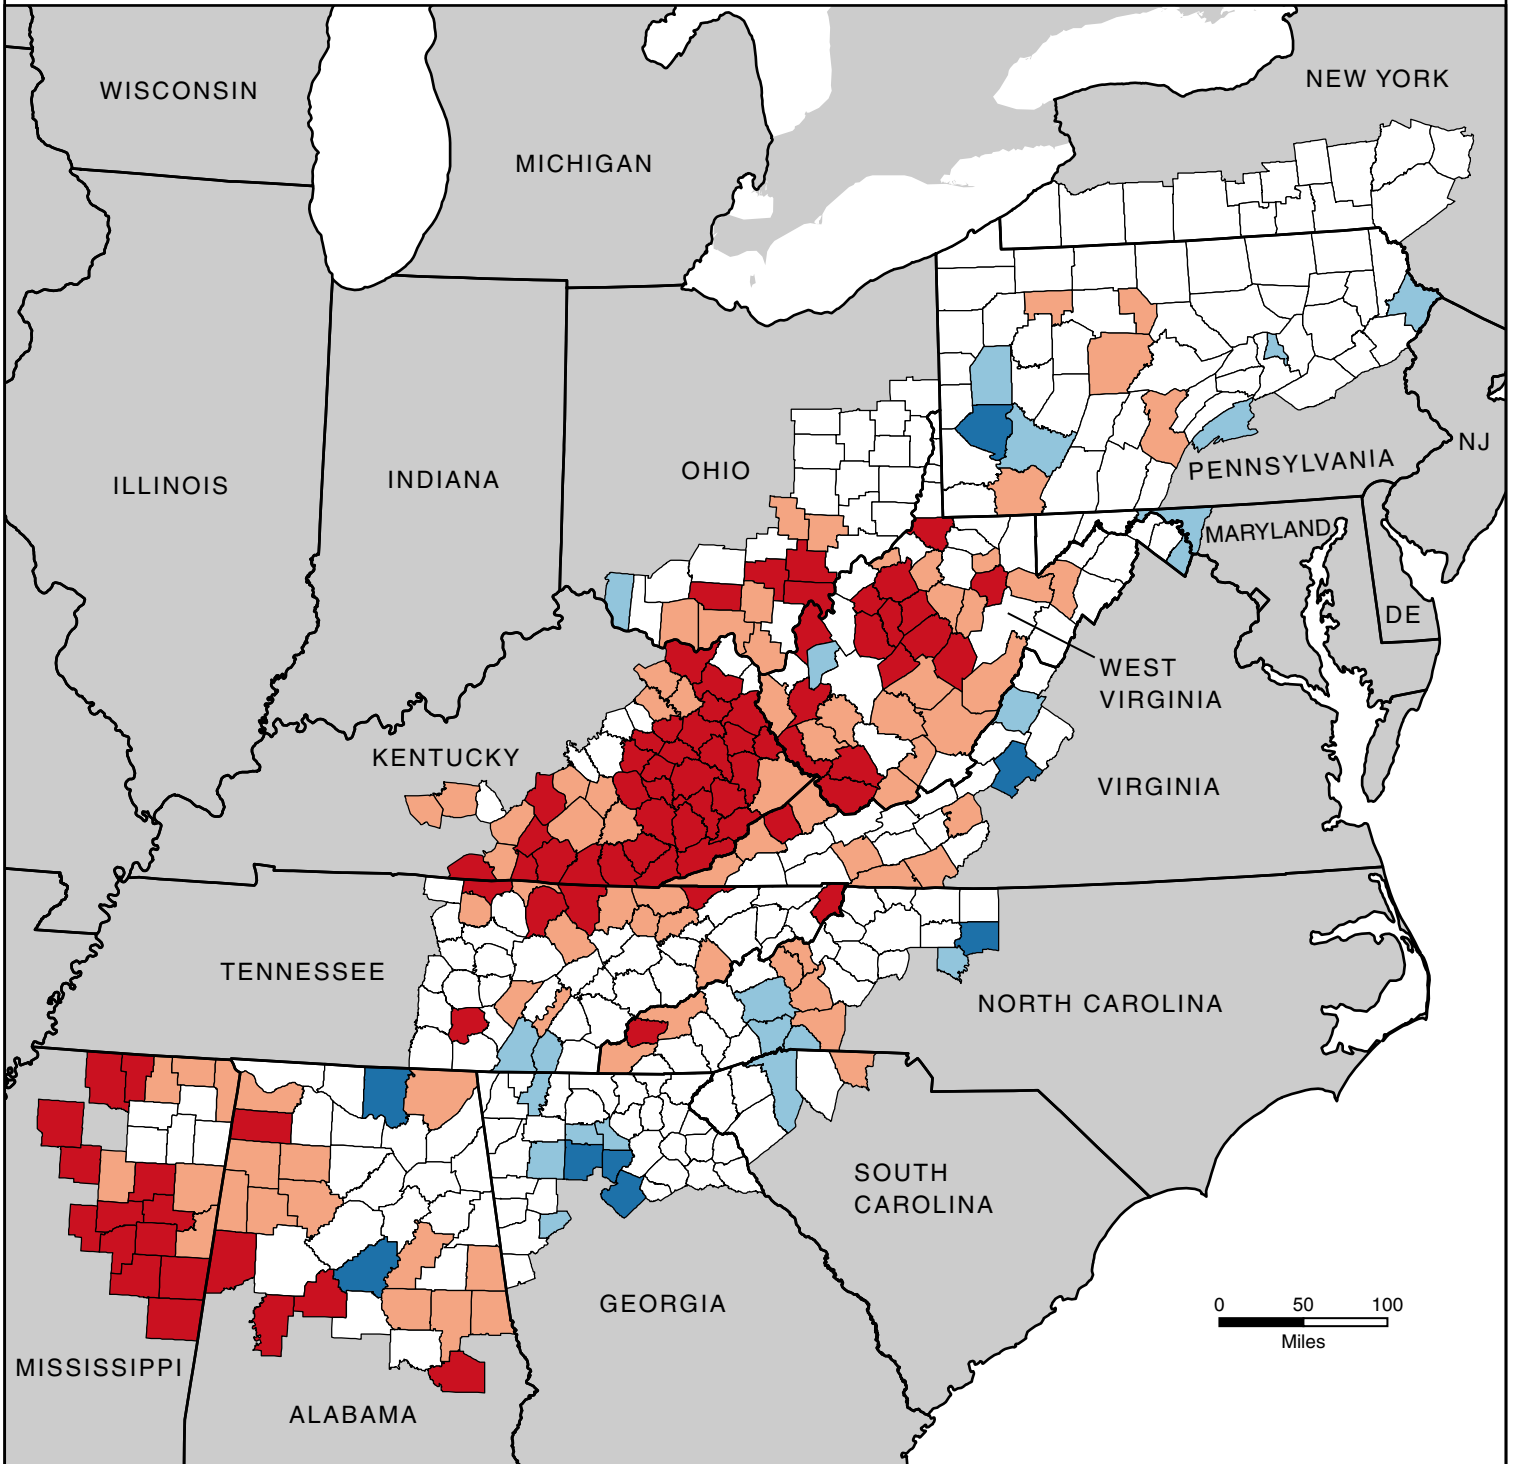 WISCONSIN
NEW YORK
MICHIGAN
NJ
PENNSYLVANIA
OHIO
INDIANA
ILLINOIS
MARYLAND
DE
WEST
VIRGINIA
KENTUCKY
VIRGINIA
TENNESSEE
NORTH CAROLINA
SOUTH
CAROLINA
GEORGIA
0 50 100
Miles
MISSISSIPPI
ALABAMA